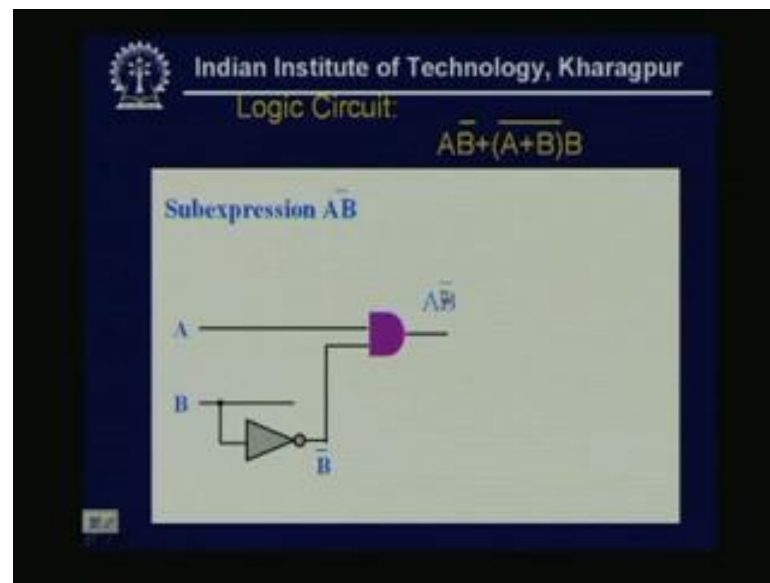 Indian Institute of Technology, Kharagpur
Logic Circuit:
AB̅+(A̅+̅B̅)B
Subexpression AB̅
AB̅
A
B
B̅